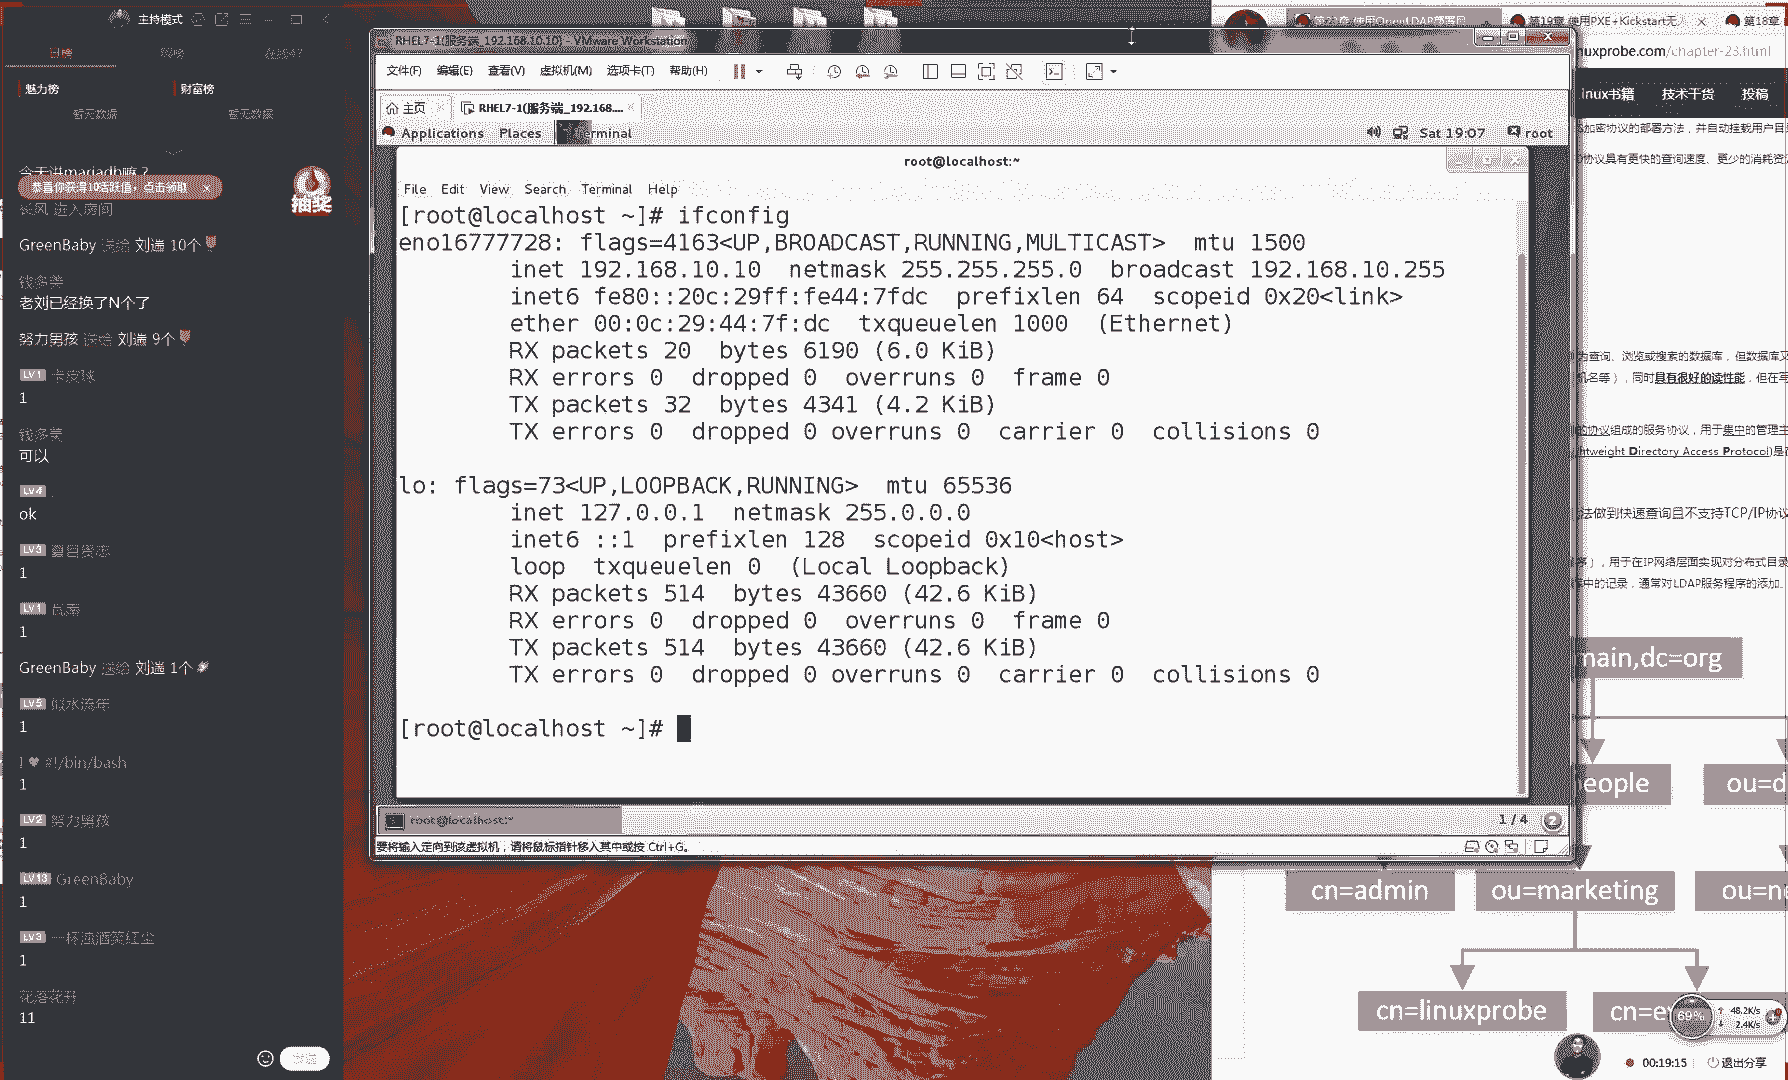 主持模式
日榜
在线47
魅力榜
财富榜
暂无数据
暂无数据
今天讲mariadb嘛？
恭喜你获得10活跃值，点击领取
抽奖
长风 进入房间
GreenBaby 送给 刘遄 10个
钱多美
老刘已经换了N个了
努力男孩 送给 刘遄 9个
LV1
1
钱多美
可以
LV4
ok
LV3
1
LV1
1
GreenBaby 送给 刘遄 1个
LV5 似水流年
1
I ♥ #!/bin/bash
1
LV2 努力男孩
1
LV13 GreenBaby
1
LV3 一杯浊酒笑红尘
1
花落花开
11
发送
RHEL7-1(服务端_192.168.10.10) - VMware Workstation
文件(F) 编辑(E) 查看(V) 虚拟机(M) 选项卡(T) 帮助(H)
主页 RHEL7-1(服务端_192.168....
Applications Places Terminal Sat 19:07 root
root@localhost:~
File Edit View Search Terminal Help
[root@localhost ~]# ifconfig
eno16777728: flags=4163<UP,BROADCAST,RUNNING,MULTICAST> mtu 1500
inet 192.168.10.10 netmask 255.255.255.0 broadcast 192.168.10.255
inet6 fe80::20c:29ff:fe44:7fdc prefixlen 64 scopeid 0x20<link>
ether 00:0c:29:44:7f:dc txqueuelen 1000 (Ethernet)
RX packets 20 bytes 6190 (6.0 KiB)
RX errors 0 dropped 0 overruns 0 frame 0
TX packets 32 bytes 4341 (4.2 KiB)
TX errors 0 dropped 0 overruns 0 carrier 0 collisions 0
lo: flags=73<UP,LOOPBACK,RUNNING> mtu 65536
inet 127.0.0.1 netmask 255.0.0.0
inet6 ::1 prefixlen 128 scopeid 0x10<host>
loop txqueuelen 0 (Local Loopback)
RX packets 514 bytes 43660 (42.6 KiB)
RX errors 0 dropped 0 overruns 0 frame 0
TX packets 514 bytes 43660 (42.6 KiB)
TX errors 0 dropped 0 overruns 0 carrier 0 collisions 0
[root@localhost ~]#
root@localhost:~
1 / 4
2
要将输入定向到该虚拟机，请将鼠标指针移入其中或按 Ctrl+G。
第23章 使用OpenLDAP部署目 第19章 使用PXE+Kickstart无 第18章
nuxprobe.com/chapter-23.html
inux书籍 技术干货 投稿
加密协议的部署方法，并自动挂载用户目
协议具有更快的查询速度、更少的消耗资
为查询、浏览或搜索的数据库，但数据库又
机名等），同时具有很好的读性能，但在写
的协议组成的服务协议，用于集中的管理主
htweight Directory Access Protocol)是
法做到快速查询且不支持TCP/IP协议
，用于在IP网络层面实现对分布式目录
中的记录，通常对LDAP服务程序的添加、
main,dc=org
eople
ou=d
cn=admin
ou=marketing
ou=ne
cn=linuxprobe
cn=e
69%
48.2K/s
2.4K/s
00:19:15
退出分享